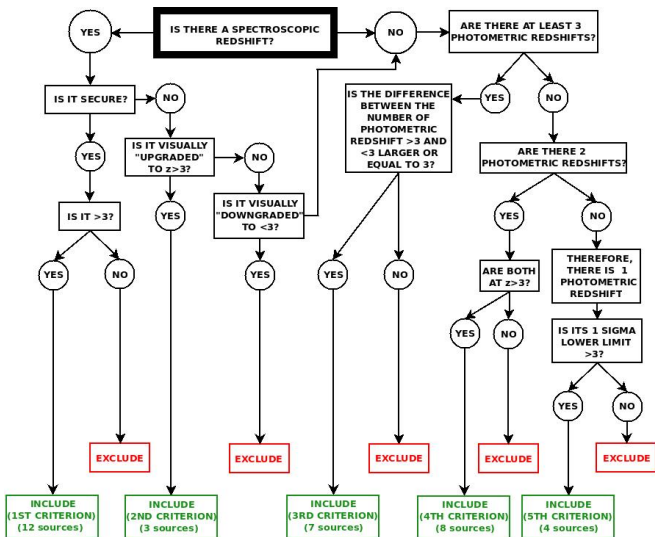 YES
IS THERE A SPECTROSCOPIC
REDSHIFT?
NO
ARE THERE AT LEAST 3
PHOTOMETRIC REDSHIFTS?
IS IT SECURE?
NO
IS THE DIFFERENCE
BETWEEN THE
NUMBER OF
PHOTOMETRIC
REDSHIFT >3 AND
<3 LARGER OR
EQUAL TO 3?
YES
NO
YES
IS IT VISUALLY
"UPGRADED"
TO z>3?
NO
ARE THERE 2
PHOTOMETRIC REDSHIFTS?
IS IT >3?
YES
IS IT VISUALLY
"DOWNGRADED"
TO <3?
YES
NO
YES
NO
YES
YES
NO
ARE BOTH
AT z>3?
THEREFORE,
THERE IS 1
PHOTOMETRIC
REDSHIFT
YES
NO
IS ITS 1 SIGMA
LOWER LIMIT
>3?
YES
NO
EXCLUDE
EXCLUDE
EXCLUDE
EXCLUDE
EXCLUDE
INCLUDE
(1ST CRITERION)
(12 sources)
INCLUDE
(2ND CRITERION)
(3 sources)
INCLUDE
(3RD CRITERION)
(7 sources)
INCLUDE
(4TH CRITERION)
(8 sources)
INCLUDE
(5TH CRITERION)
(4 sources)